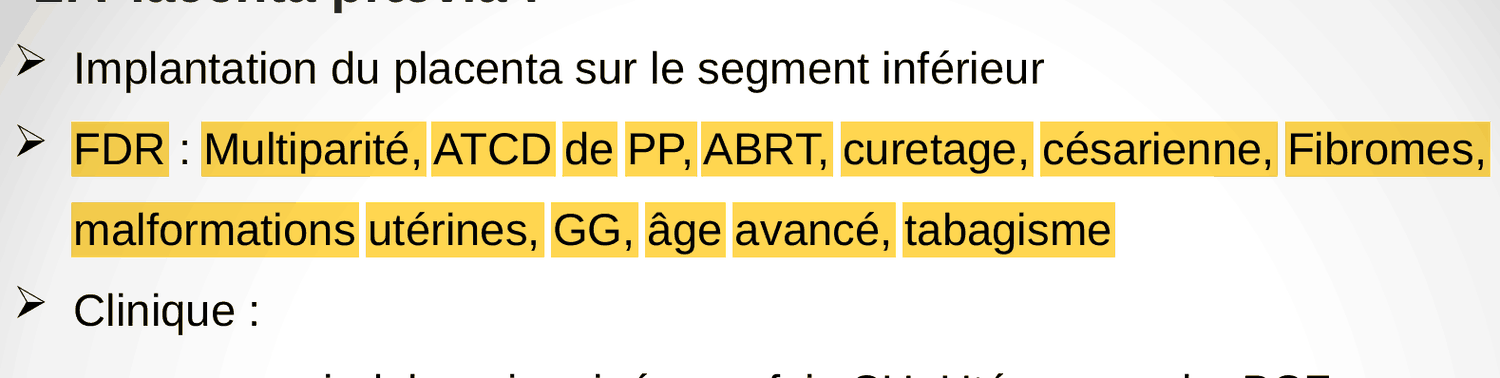 Implantation du placenta sur le segment inférieur
FDR : Multiparité, ATCD de PP, ABRT, curetage, césarienne, Fibromes,
malformations utérines, GG, âge avancé, tabagisme
Clinique :